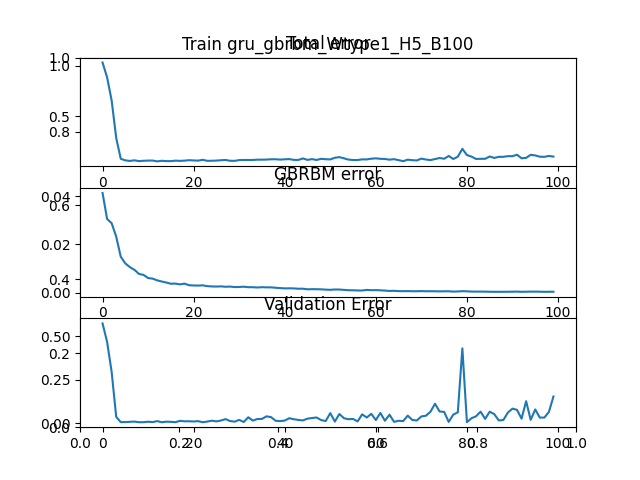 Train gru_gbrbm_Wtype1_H5_B100
Total error
1.0
1.0
0.5
0.8
0 20 40 60 80 100
GBRBM error
0.04
0.6
0.02
0.4
0.00
0 20 40 60 80 100
Validation Error
0.50
0.2
0.25
0.00
0.0
0.0 0 0.2 20 0.4 40 0.6 60 80 0.8 100 1.0